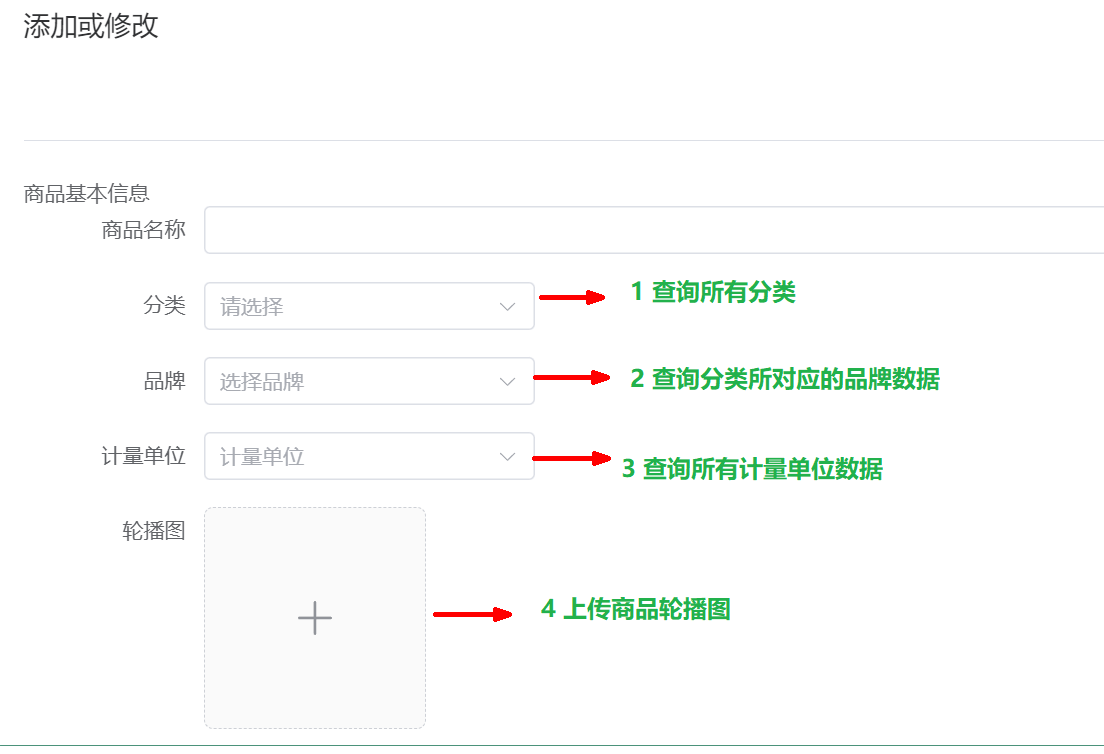 添加或修改
商品基本信息
商品名称
分类 请选择 1 查询所有分类
品牌 选择品牌 2 查询分类所对应的品牌数据
计量单位 计量单位 3 查询所有计量单位数据
轮播图
4 上传商品轮播图